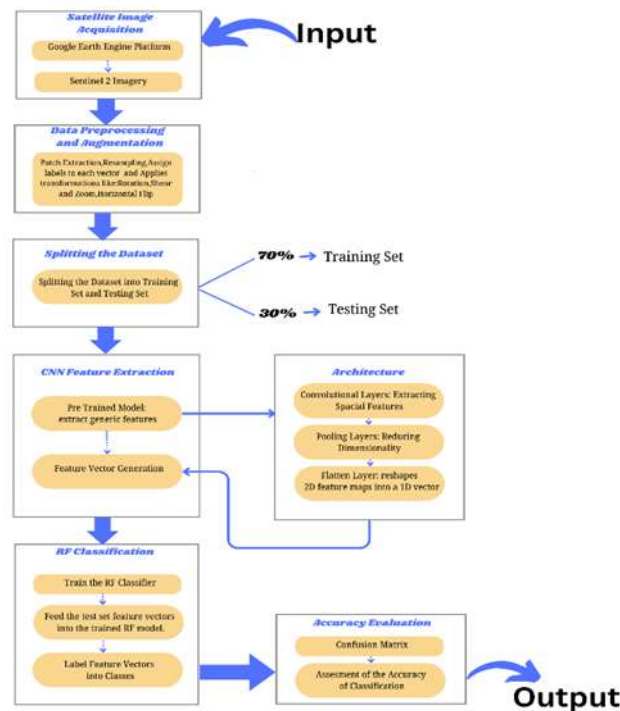 Satellite Image
Acquisition
Input
Google Earth Engine Platform
Sentinel 2 Imagery
Data Preprocessing
and Augmentation
Patch Extraction,Resampling,Assign
labels to each vector and Applies
transformations like:Rotation,Shear
and Zoom,Horizontal Flip
Splitting the Dataset
Splitting the Dataset into Training
Set and Testing Set
70%
Training Set
30%
Testing Set
CNN Feature Extraction
Pre Trained Model:
extract generic features
Feature Vector Generation
Architecture
Convolutional Layers: Extracting
Spacial Features
Pooling Layers: Reducing
Dimensionality
Flatten Layer: reshapes
2D feature maps into a 1D vector
RF Classification
Train the RF Classifier
Feed the test set feature vectors
into the trained RF model.
Label Feature Vectors
into Classes
Accuracy Evaluation
Confusion Matrix
Assesment of the Accuracy
of Classification
Output